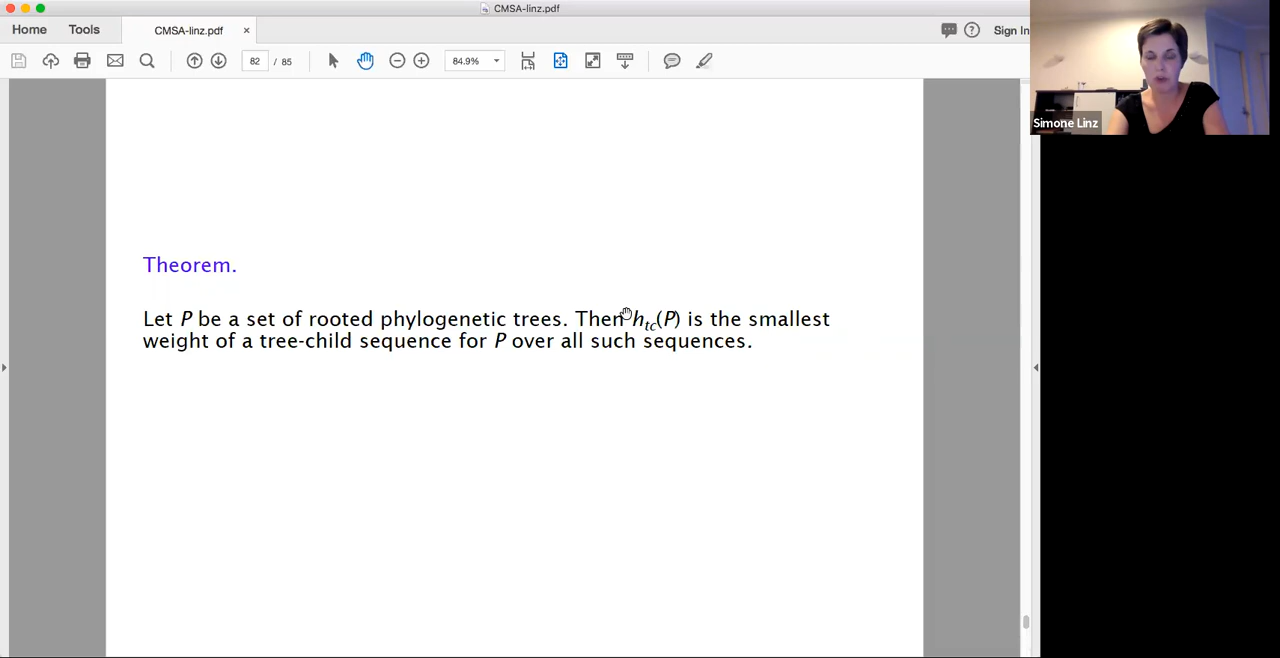 CMSA-linz.pdf
Home Tools CMSA-linz.pdf × Sign In
82 / 85 84.9%
Simone Linz
Theorem.
Let P be a set of rooted phylogenetic trees. Then h_tc(P) is the smallest
weight of a tree-child sequence for P over all such sequences.